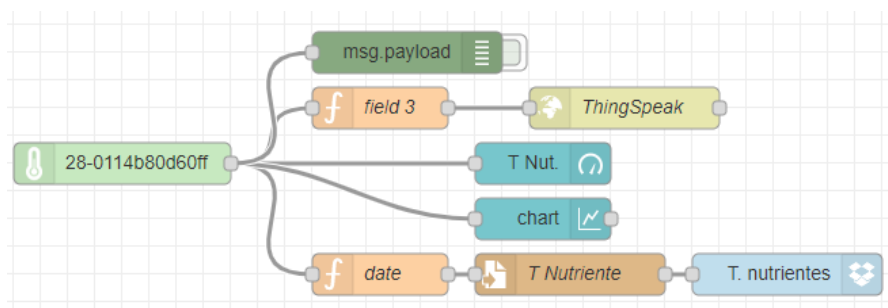 msg.payload
field 3
ThingSpeak
28-0114b80d60ff
T Nut.
chart
date
T Nutriente
T. nutrientes